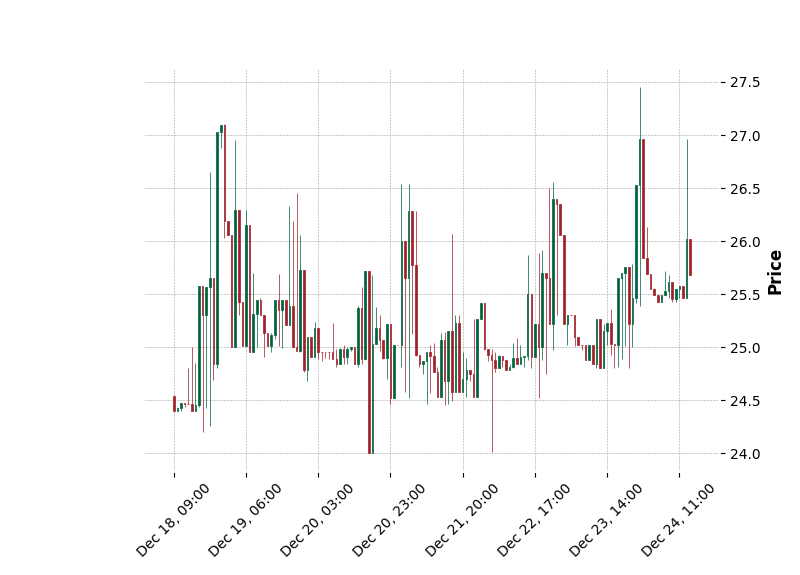 27.5
27.0
26.5
26.0
25.5
25.0
24.5
24.0
Price
Dec 18, 09:00
Dec 19, 06:00
Dec 20, 03:00
Dec 20, 23:00
Dec 21, 20:00
Dec 22, 17:00
Dec 23, 14:00
Dec 24, 11:00